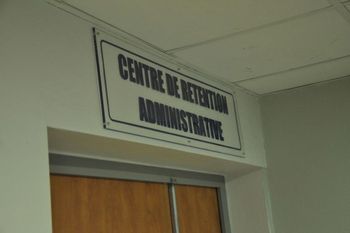 CENTRE DE RETENTION
ADMINISTRATIVE